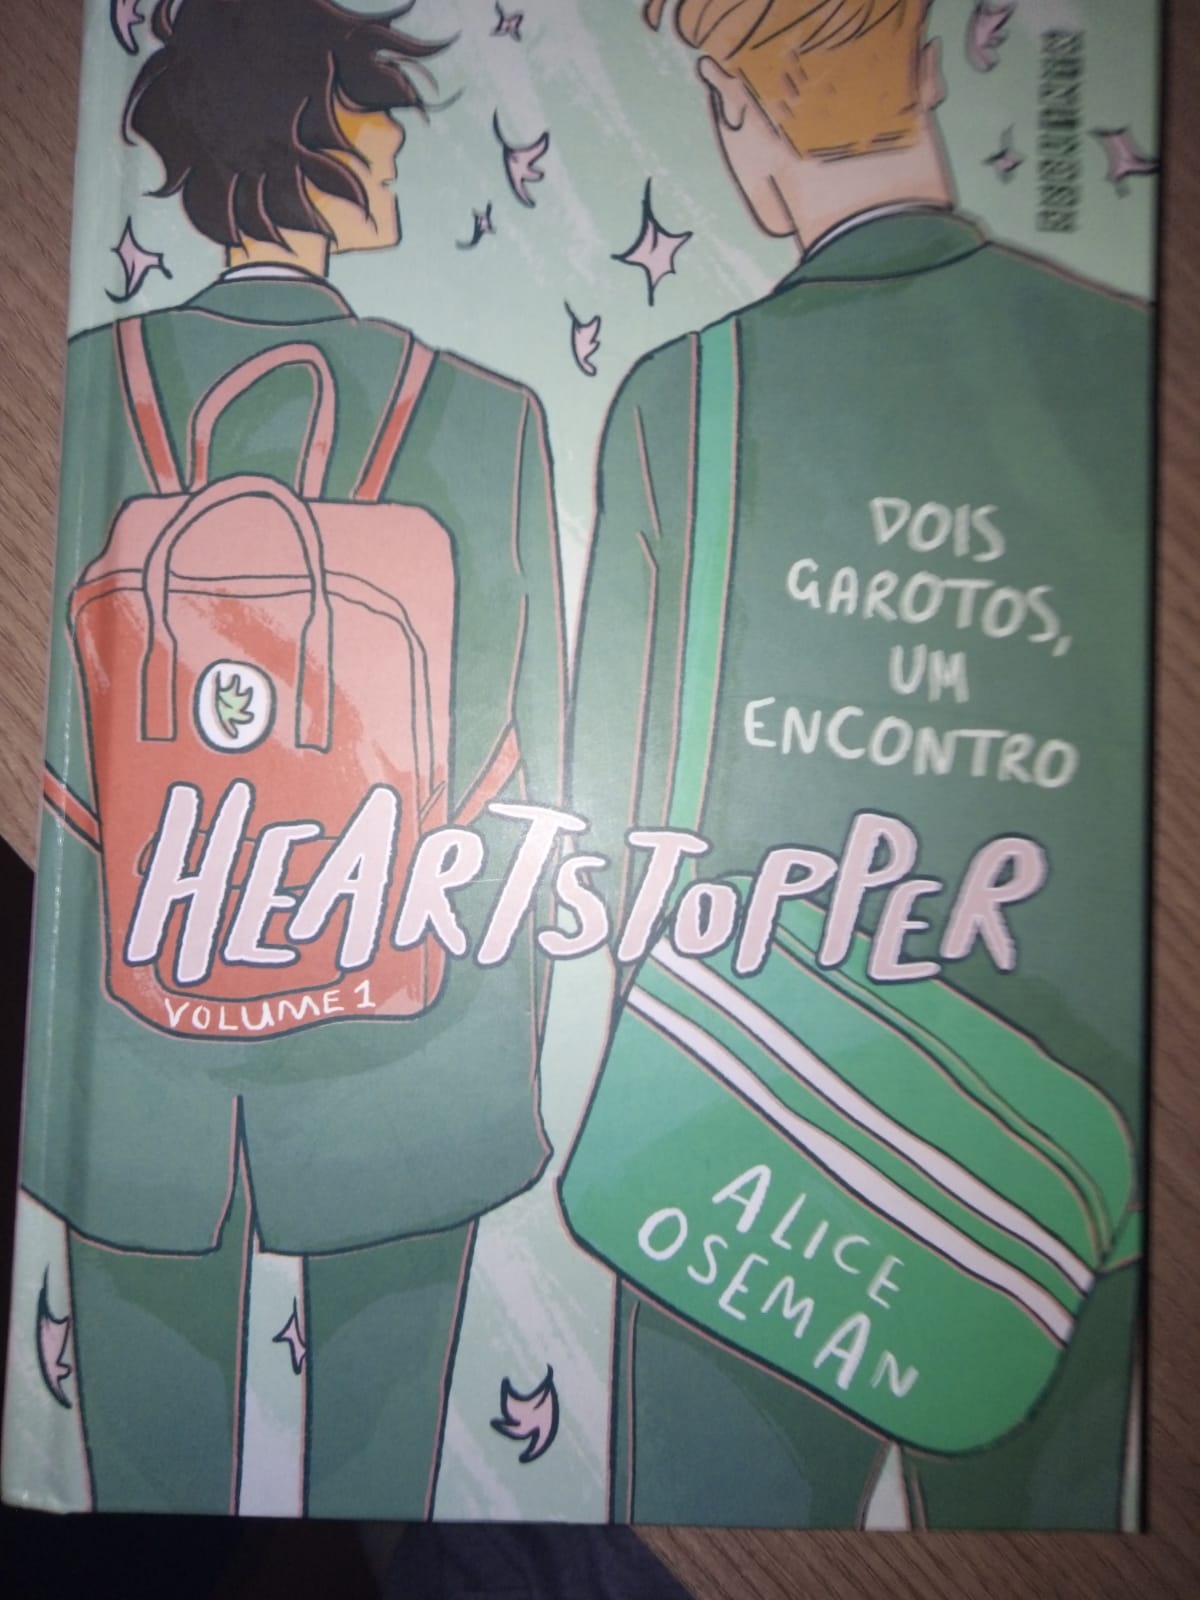 DOIS
GAROTOS,
UM
ENCONTRO
HEARTSTOPPER
VOLUME 1
ALICE
OSEMAN